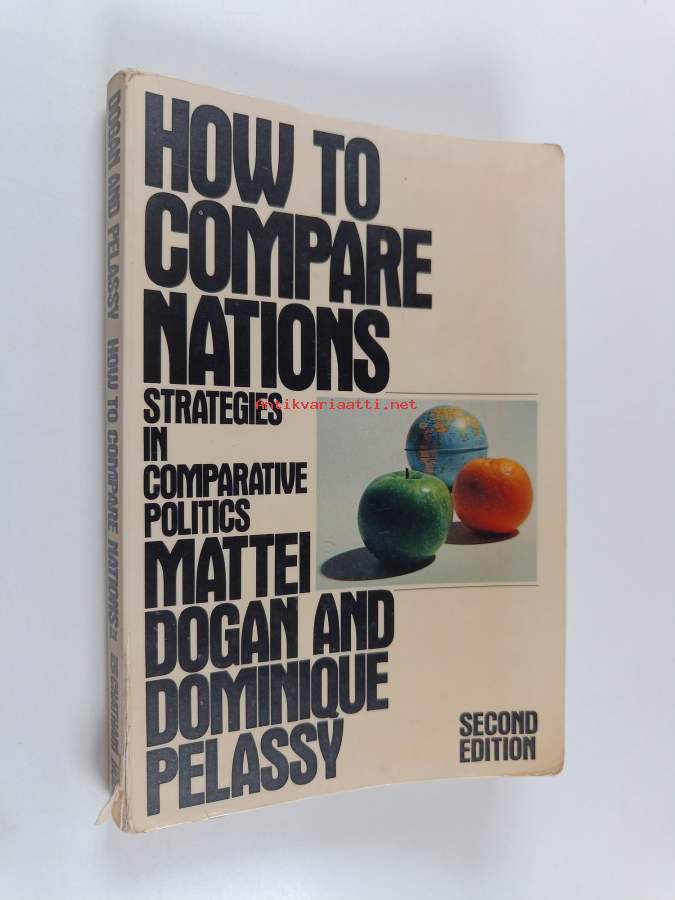 HOW TO
COMPARE
NATIONS
STRATEGIES
IN
COMPARATIVE
POLITICS
MATTEI
DOGAN AND
DOMINIQUE
PELASSY
SECOND
EDITION
DOGAN AND PELASSY HOW TO COMPARE NATIONS
Antikvariaatti.net